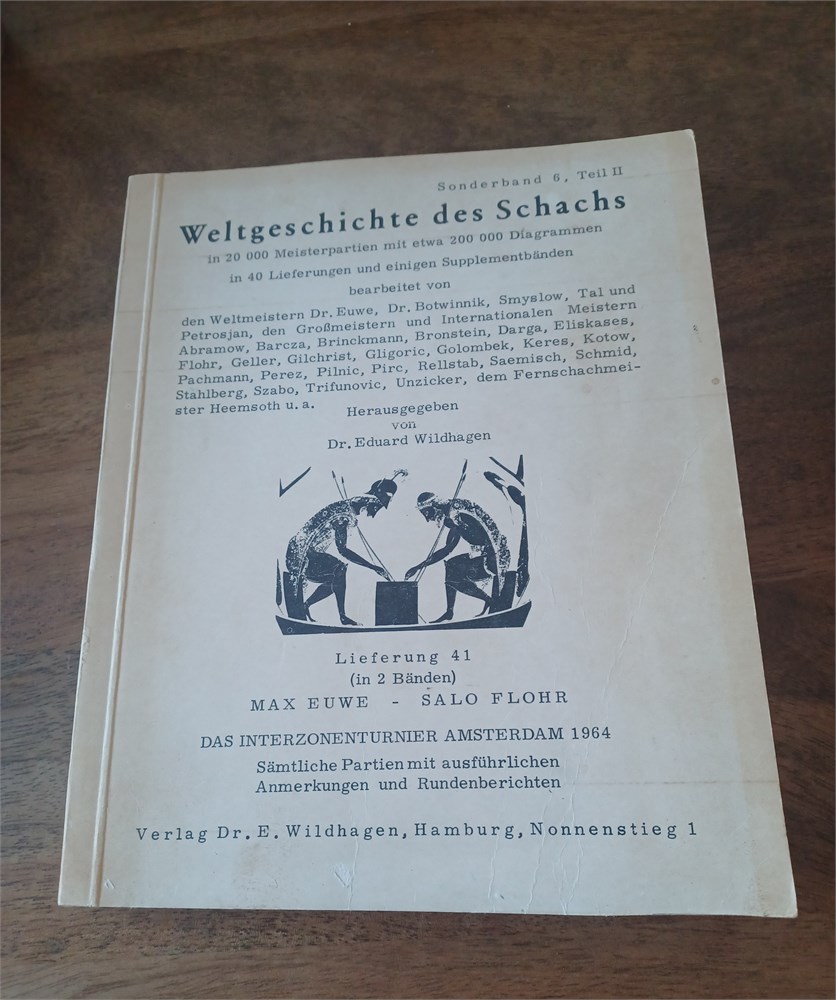 Sonderband 6, Teil II
Weltgeschichte des Schachs
in 20 000 Meisterpartien mit etwa 200 000 Diagrammen
in 40 Lieferungen und einigen Supplementbänden
bearbeitet von
den Weltmeistern Dr. Euwe, Dr. Botwinnik, Smyslow, Tal und
Petrosjan, den Großmeistern und Internationalen Meistern
Abramow, Barcza, Brinckmann, Bronstein, Darga, Eliskases,
Flohr, Geller, Gilchrist, Gligoric, Golombek, Keres, Kotow,
Pachmann, Perez, Pilnic, Pirc, Rellstab, Saemisch, Schmid,
Stahlberg, Szabo, Trifunovic, Unzicker, dem Fernschachmei-
ster Heemsoth u. a.
Herausgegeben
von
Dr. Eduard Wildhagen
Lieferung 41
(in 2 Bänden)
MAX EUWE - SALO FLOHR
DAS INTERZONENTURNIER AMSTERDAM 1964
Sämtliche Partien mit ausführlichen
Anmerkungen und Rundenberichten
Verlag Dr. E. Wildhagen, Hamburg, Nonnenstieg 1